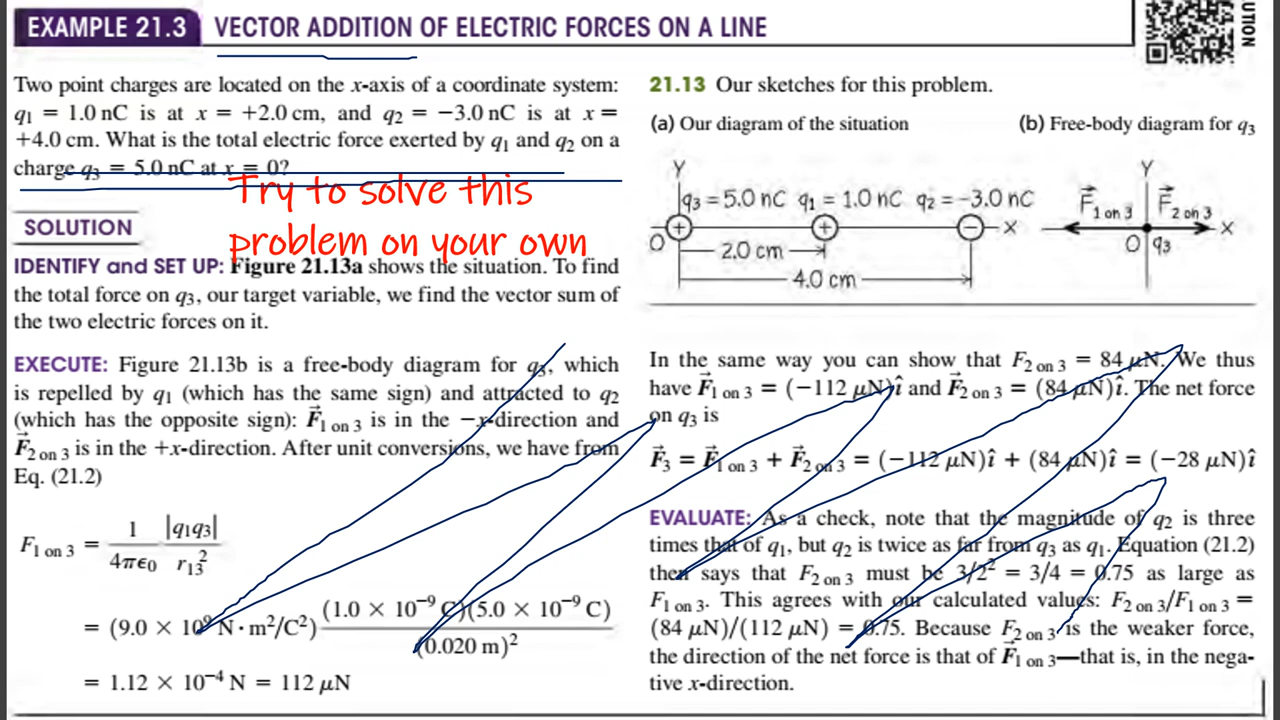 EXAMPLE 21.3 VECTOR ADDITION OF ELECTRIC FORCES ON A LINE
UTION
Two point charges are located on the x-axis of a coordinate system:
q₁ = 1.0 nC is at x = +2.0 cm, and q₂ = −3.0 nC is at x =
+4.0 cm. What is the total electric force exerted by q₁ and q₂ on a
charge q₃ = 5.0 nC at x = 0?
Try to solve this
problem on your own
SOLUTION
IDENTIFY and SET UP: Figure 21.13a shows the situation. To find
the total force on q₃, our target variable, we find the vector sum of
the two electric forces on it.
EXECUTE: Figure 21.13b is a free-body diagram for q₃, which
is repelled by q₁ (which has the same sign) and attracted to q₂
(which has the opposite sign): F⃗₁ on 3 is in the −x-direction and
F⃗₂ on 3 is in the +x-direction. After unit conversions, we have from
Eq. (21.2)
F₁ on 3 = 1/4πϵ₀ |q₁q₃|/r₁₃²
= (9.0 × 10⁹ N · m²/C²) (1.0 × 10⁻⁹ C)(5.0 × 10⁻⁹ C)/(0.020 m)²
= 1.12 × 10⁻⁴ N = 112 μN
21.13 Our sketches for this problem.
(a) Our diagram of the situation
(b) Free-body diagram for q₃
Y
q₃ = 5.0 nC q₁ = 1.0 nC q₂ = −3.0 nC
O + + − X
2.0 cm
4.0 cm
Y
F⃗₁ on 3 F⃗₂ on 3
X
O q₃
In the same way you can show that F₂ on 3 = 84 μN. We thus
have F⃗₁ on 3 = (−112 μN)î and F⃗₂ on 3 = (84 μN)î. The net force
on q₃ is
F⃗₃ = F⃗₁ on 3 + F⃗₂ on 3 = (−112 μN)î + (84 μN)î = (−28 μN)î
EVALUATE: As a check, note that the magnitude of q₂ is three
times that of q₁, but q₂ is twice as far from q₃ as q₁. Equation (21.2)
then says that F₂ on 3 must be 3/2² = 3/4 = 0.75 as large as
F₁ on 3. This agrees with our calculated values: F₂ on 3/F₁ on 3 =
(84 μN)/(112 μN) = 0.75. Because F₂ on 3 is the weaker force,
the direction of the net force is that of F⃗₁ on 3—that is, in the nega-
tive x-direction.